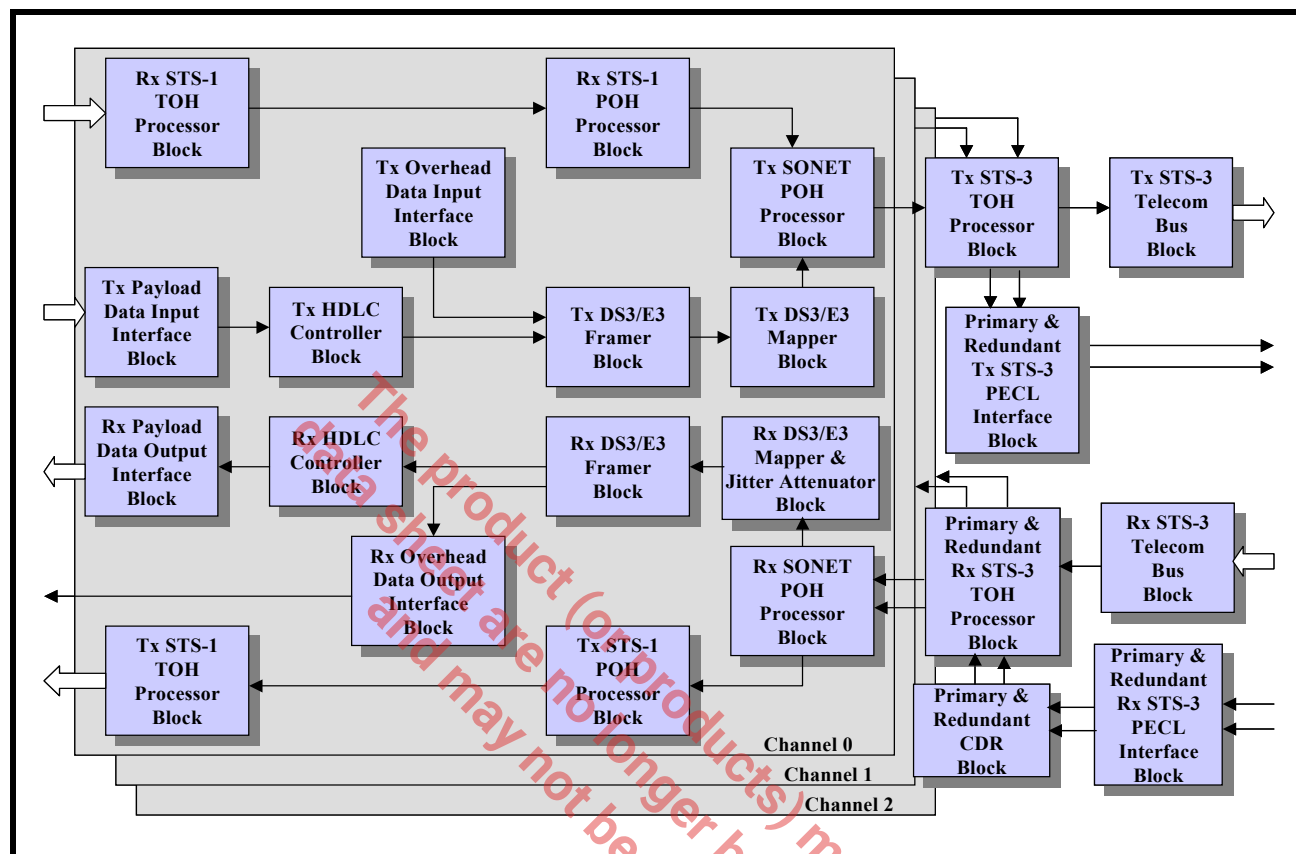 Rx STS-1
TOH
Processor
Block
Rx STS-1
POH
Processor
Block
Tx Overhead
Data Input
Interface
Block
Tx SONET
POH
Processor
Block
Tx STS-3
TOH
Processor
Block
Tx STS-3
Telecom
Bus
Block
Tx Payload
Data Input
Interface
Block
Tx HDLC
Controller
Block
Tx DS3/E3
Framer
Block
Tx DS3/E3
Mapper
Block
Primary &
Redundant
Tx STS-3
PECL
Interface
Block
Rx Payload
Data Output
Interface
Block
Rx HDLC
Controller
Block
Rx DS3/E3
Framer
Block
Rx DS3/E3
Mapper &
Jitter Attenuator
Block
Primary &
Redundant
Rx STS-3
TOH
Processor
Block
Rx STS-3
Telecom
Bus
Block
Rx Overhead
Data Output
Interface
Block
Rx SONET
POH
Processor
Block
Tx STS-1
TOH
Processor
Block
Tx STS-1
POH
Processor
Block
Primary &
Redundant
CDR
Block
Primary &
Redundant
Rx STS-3
PECL
Interface
Block
Channel 0
Channel 1
Channel 2
The product (or products) m
data sheet are no longer b
and may not be